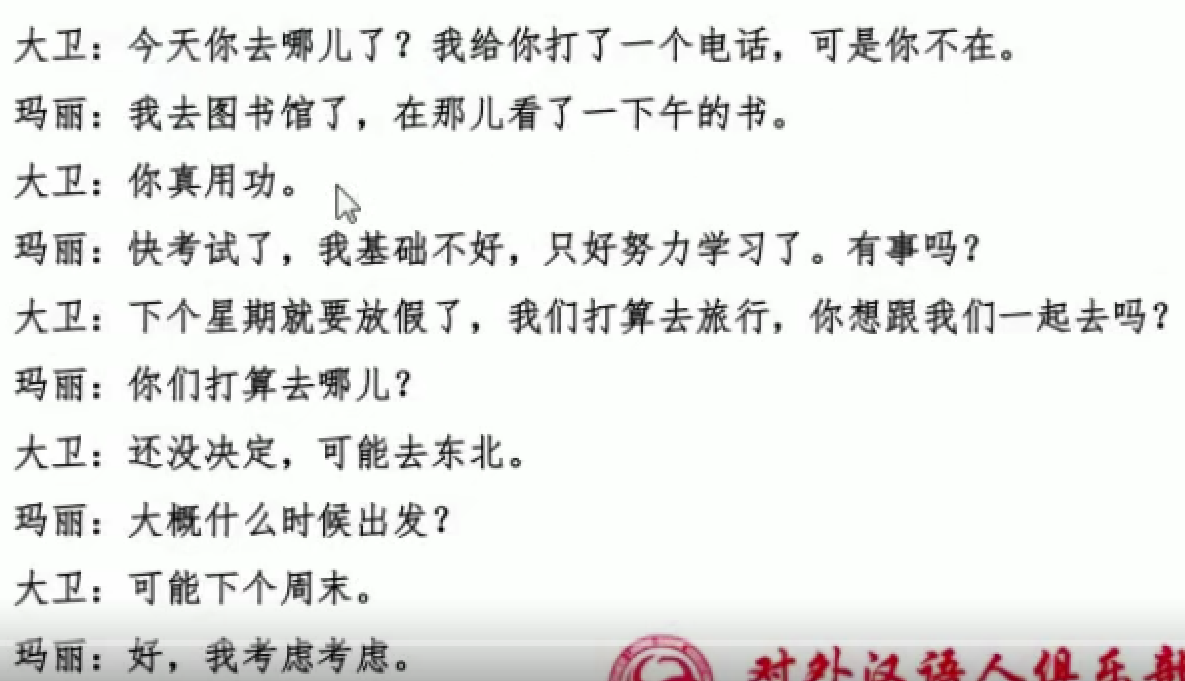 大卫：今天你去哪儿了？我给你打了一个电话，可是你不在。
玛丽：我去图书馆了，在那儿看了一下午的书。
大卫：你真用功。
玛丽：快考试了，我基础不好，只好努力学习了。有事吗？
大卫：下个星期就要放假了，我们打算去旅行，你想跟我们一起去吗？
玛丽：你们打算去哪儿？
大卫：还没决定，可能去东北。
玛丽：大概什么时候出发？
大卫：可能下个周末。
玛丽：好，我考虑考虑。
对外汉语人俱乐部